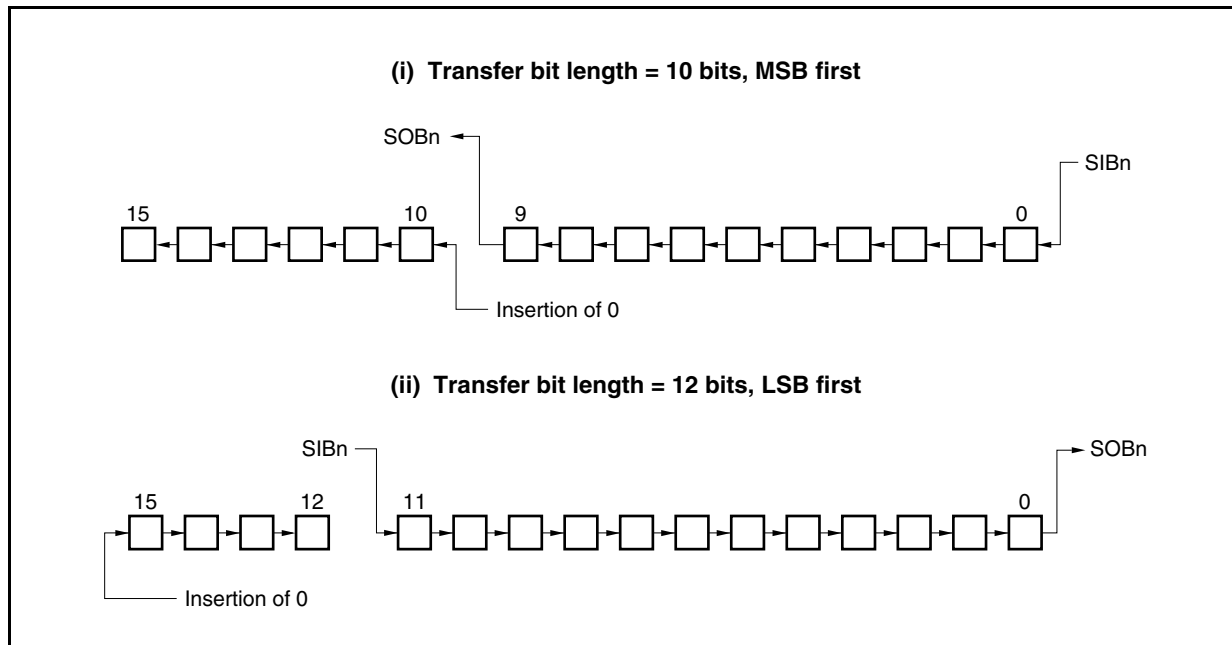 (i) Transfer bit length = 10 bits, MSB first
SOBn
SIBn
15 10 9 0
Insertion of 0
(ii) Transfer bit length = 12 bits, LSB first
SIBn
SOBn
15 12 11 0
Insertion of 0